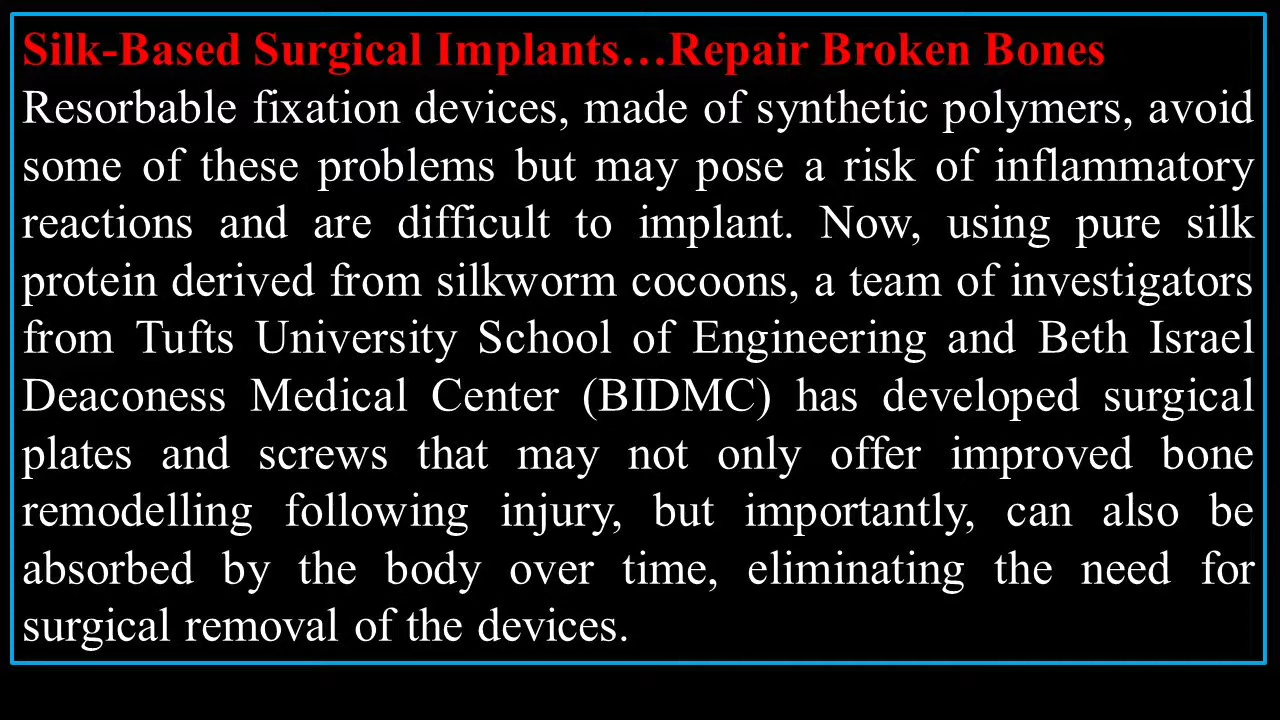 Silk-Based Surgical Implants…Repair Broken Bones
Resorbable fixation devices, made of synthetic polymers, avoid
some of these problems but may pose a risk of inflammatory
reactions and are difficult to implant. Now, using pure silk
protein derived from silkworm cocoons, a team of investigators
from Tufts University School of Engineering and Beth Israel
Deaconess Medical Center (BIDMC) has developed surgical
plates and screws that may not only offer improved bone
remodelling following injury, but importantly, can also be
absorbed by the body over time, eliminating the need for
surgical removal of the devices.